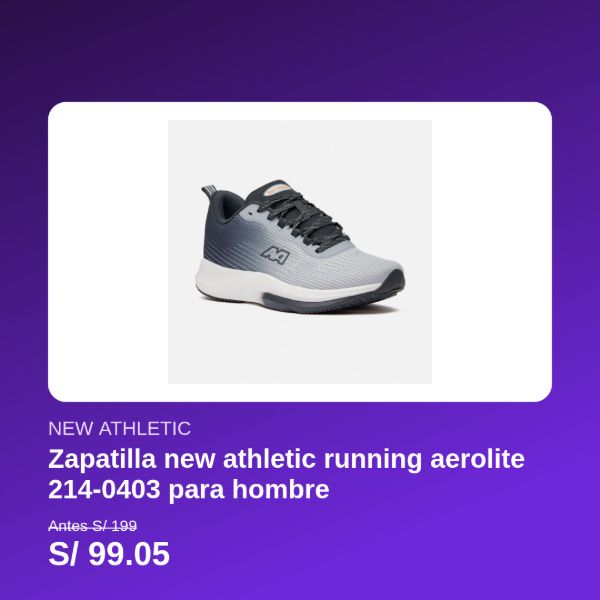 NEW ATHLETIC
Zapatilla new athletic running aerolite
214-0403 para hombre
Antes S/ 199
S/ 99.05